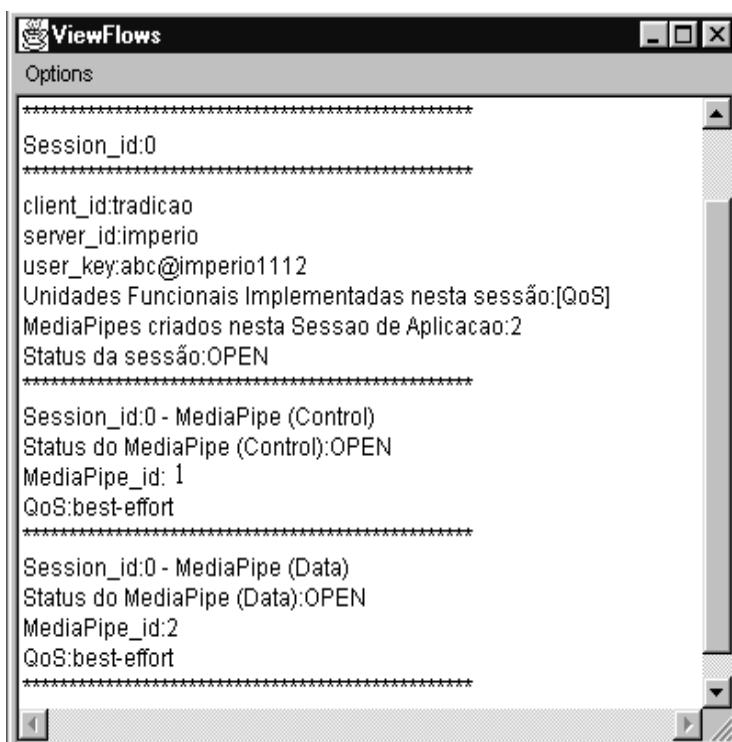 ViewFlows
Options
**************************************************
Session_id:0
**************************************************
client_id:tradicao
server_id:imperio
user_key:abc@imperio1112
Unidades Funcionais Implementadas nesta sessão:[QoS]
MediaPipes criados nesta Sessao de Aplicacao:2
Status da sessão:OPEN
**************************************************
Session_id:0 - MediaPipe (Control)
Status do MediaPipe (Control):OPEN
MediaPipe_id: 1
QoS:best-effort
**************************************************
Session_id:0 - MediaPipe (Data)
Status do MediaPipe (Data):OPEN
MediaPipe_id:2
QoS:best-effort
**************************************************